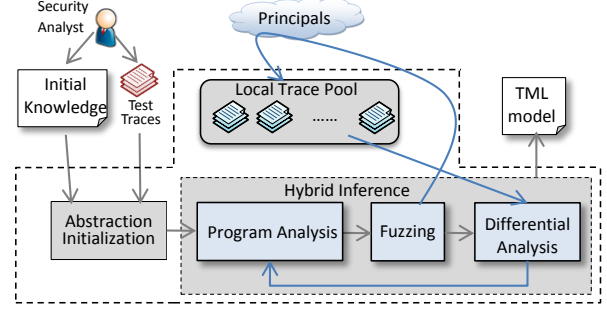 Security
Analyst
Principals
Initial
Knowledge
Test
Traces
Local Trace Pool
......
TML
model
Hybrid Inference
Abstraction
Initialization
Program Analysis
Fuzzing
Differential
Analysis